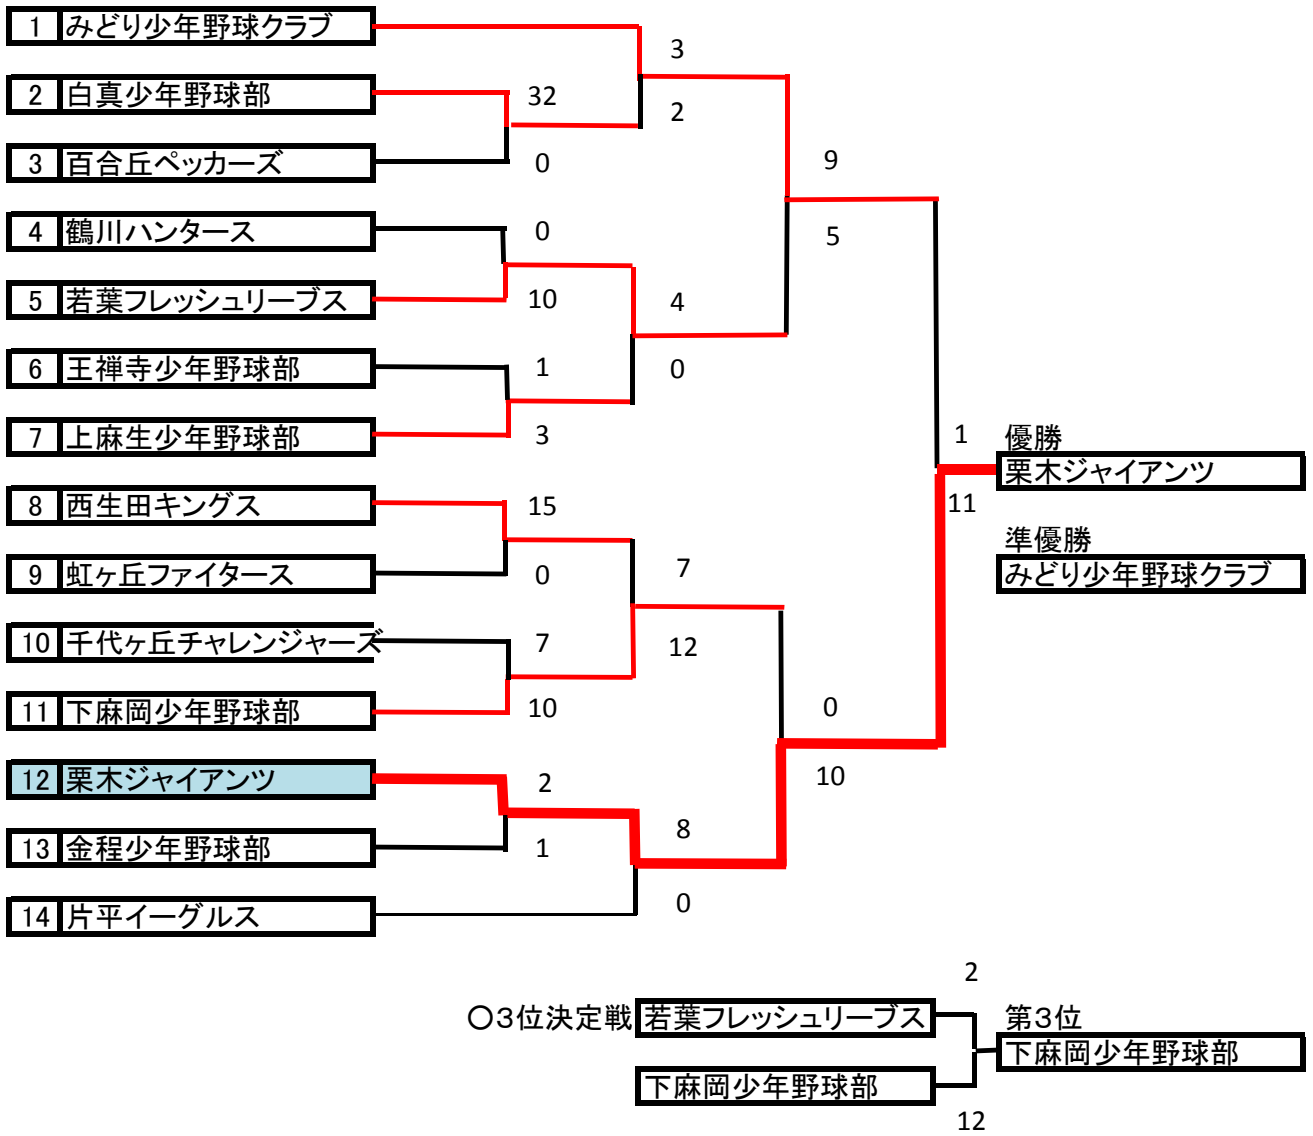 1 みどり少年野球クラブ
3
2 白真少年野球部
32
2
3 百合丘ペッカーズ
0
9
4 鶴川ハンタース
0
5
5 若葉フレッシュリーブス
10
4
6 王禅寺少年野球部
1
0
7 上麻生少年野球部
3
1
優勝
栗木ジャイアンツ
8 西生田キングス
15
11
準優勝
みどり少年野球クラブ
9 虹ヶ丘ファイタース
0
7
10 千代ヶ丘チャレンジャーズ
7
12
11 下麻岡少年野球部
10
0
12 栗木ジャイアンツ
2
10
13 金程少年野球部
1
8
14 片平イーグルス
0
2
〇3位決定戦 若葉フレッシュリーブス
第3位
下麻岡少年野球部
下麻岡少年野球部
12